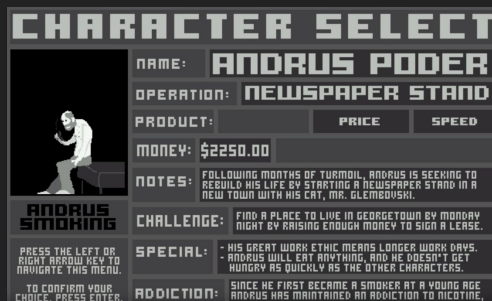 CHARACTER SELECT
NAME: ANDRUS PODER
OPERATION: NEWSPAPER STAND
PRODUCT: PRICE SPEED
MONEY: $2250.00
NOTES: FOLLOWING MONTHS OF TURMOIL, ANDRUS IS SEEKING TO
REBUILD HIS LIFE BY STARTING A NEWSPAPER STAND IN A
NEW TOWN WITH HIS CAT, MR. GLEMBOVSKI.
ANDRUS
SMOKING
CHALLENGE: FIND A PLACE TO LIVE IN GEORGETOWN BY MONDAY
NIGHT BY RAISING ENOUGH MONEY TO SIGN A LEASE.
PRESS THE LEFT OR
RIGHT ARROW KEY TO
NAVIGATE THIS MENU.
SPECIAL: - HIS GREAT WORK ETHIC MEANS LONGER WORK DAYS.
- ANDRUS WILL EAT ANYTHING, AND HE DOESN'T GET
HUNGRY AS QUICKLY AS THE OTHER CHARACTERS.
TO CONFIRM YOUR
CHOICE, PRESS ENTER.
ADDICTION: SINCE HE FIRST BECAME A SMOKER AT A YOUNG AGE
ANDRUS HAS MAINTAINED AN ADDICTION TO NICOTINE.